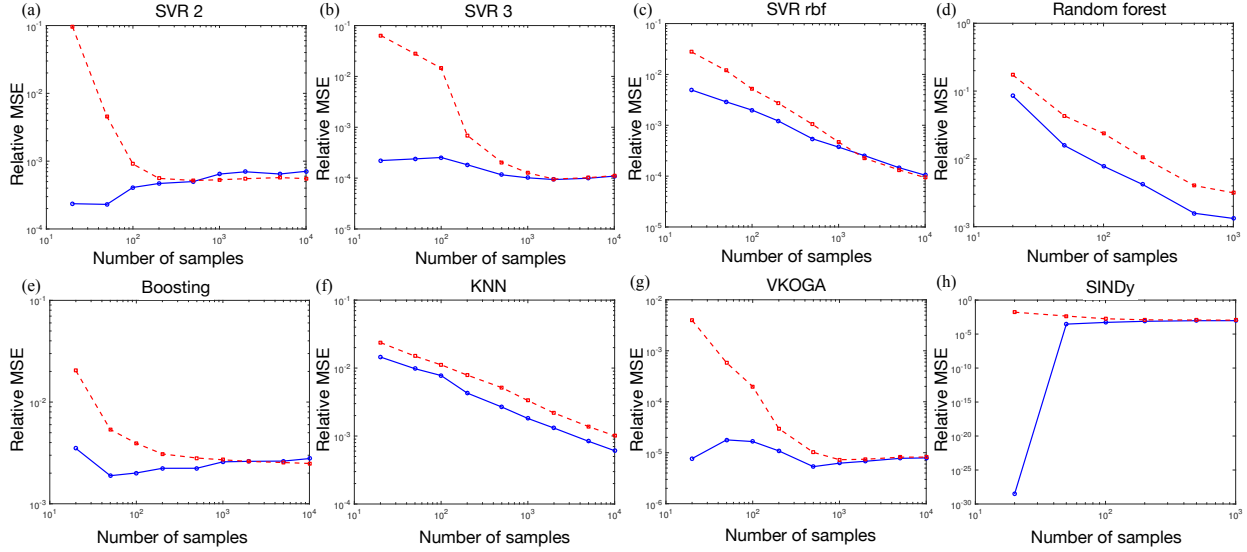 (a) SVR 2
Relative MSE
10^-1
10^-2
10^-3
10^-4
10^1 10^2 10^3 10^4
Number of samples
(b) SVR 3
Relative MSE
10^-1
10^-2
10^-3
10^-4
10^-5
10^1 10^2 10^3 10^4
Number of samples
(c) SVR rbf
Relative MSE
10^-1
10^-2
10^-3
10^-4
10^-5
10^1 10^2 10^3 10^4
Number of samples
(d) Random forest
Relative MSE
10^0
10^-1
10^-2
10^-3
10^1 10^2 10^3
Number of samples
(e) Boosting
Relative MSE
10^-1
10^-2
10^-3
10^1 10^2 10^3 10^4
Number of samples
(f) KNN
Relative MSE
10^-1
10^-2
10^-3
10^-4
10^1 10^2 10^3 10^4
Number of samples
(g) VKOGA
Relative MSE
10^-2
10^-3
10^-4
10^-5
10^-6
10^1 10^2 10^3 10^4
Number of samples
(h) SINDy
Relative MSE
10^0
10^-5
10^-10
10^-15
10^-20
10^-25
10^-30
10^1 10^2 10^3
Number of samples